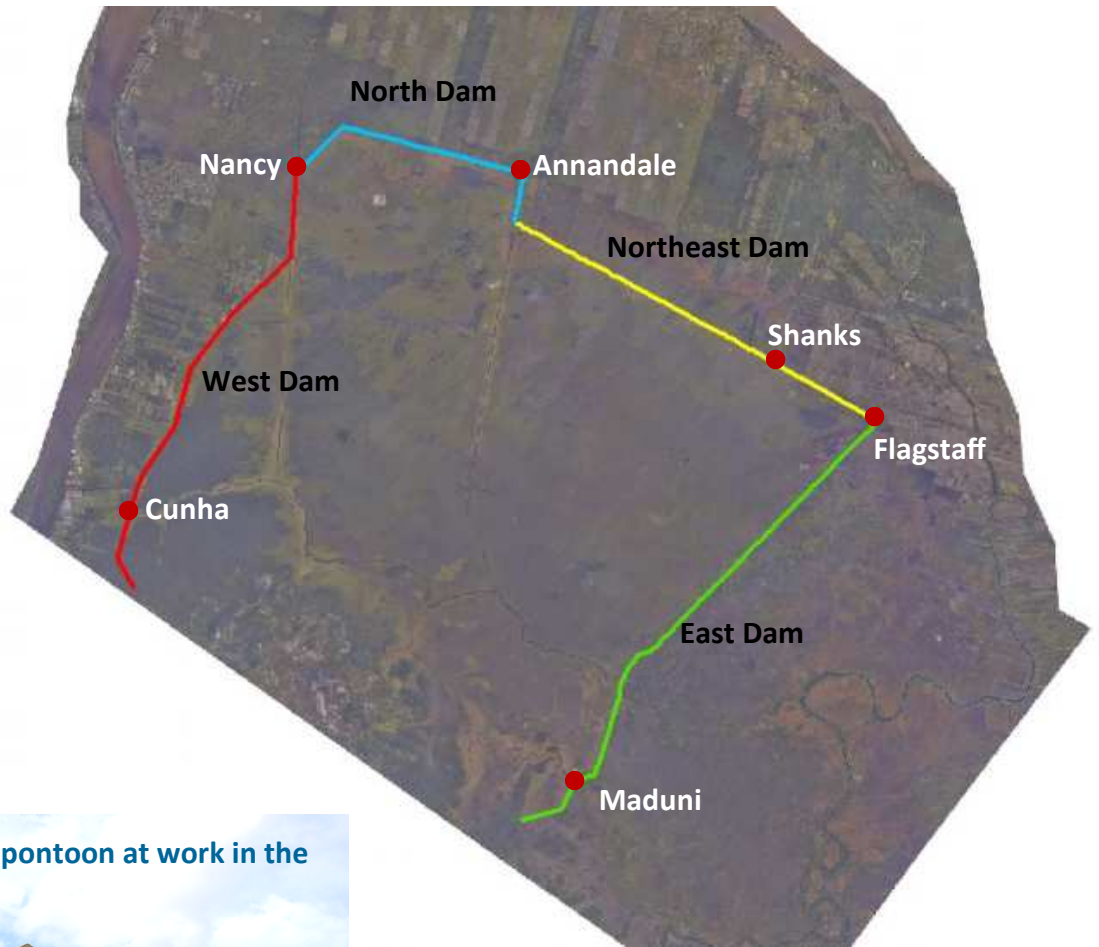 North Dam
Nancy
Annandale
Northeast Dam
Shanks
West Dam
Flagstaff
Cunha
East Dam
Maduni
pontoon at work in the